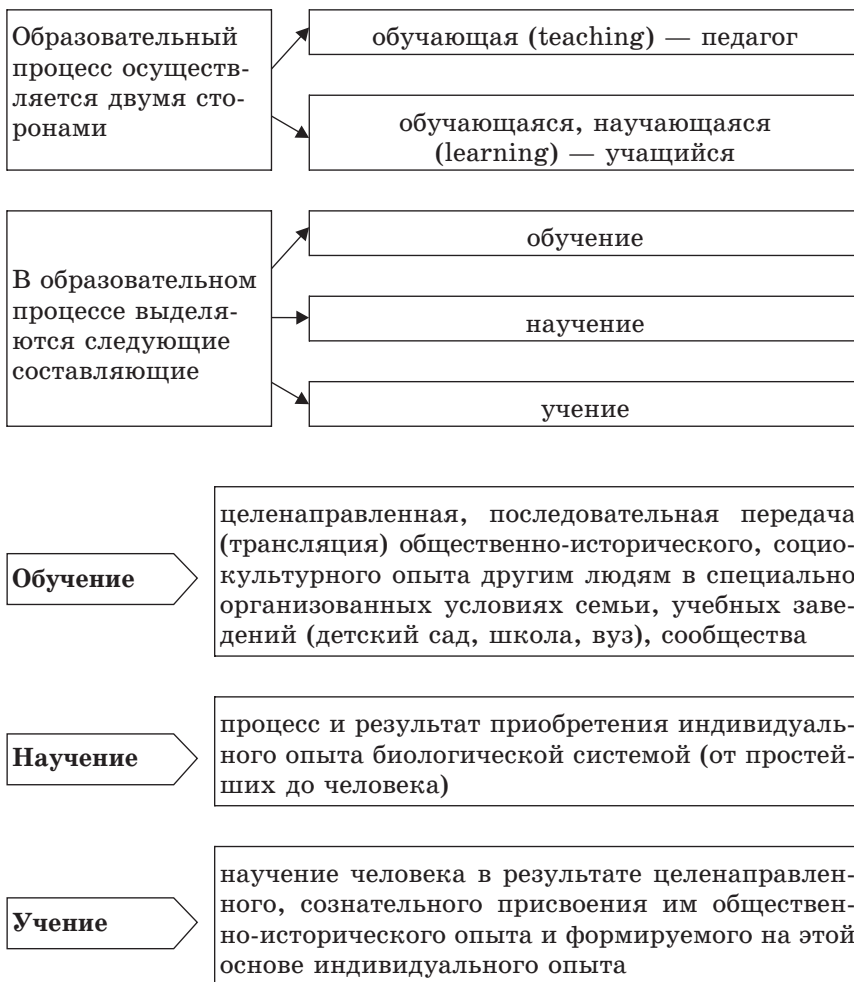 Образовательный
процесс осуществ-
ляется двумя сто-
ронами
обучающая (teaching) — педагог
обучающаяся, научающаяся
(learning) — учащийся
В образовательном
процессе выделя-
ются следующие
составляющие
обучение
научение
учение
Обучение
целенаправленная, последовательная передача
(трансляция) общественно-исторического, социо-
культурного опыта другим людям в специально
организованных условиях семьи, учебных заве-
дений (детский сад, школа, вуз), сообщества
Научение
процесс и результат приобретения индивидуаль-
ного опыта биологической системой (от простей-
ших до человека)
Учение
научение человека в результате целенаправлен-
ного, сознательного присвоения им обществен-
но-исторического опыта и формируемого на этой
основе индивидуального опыта